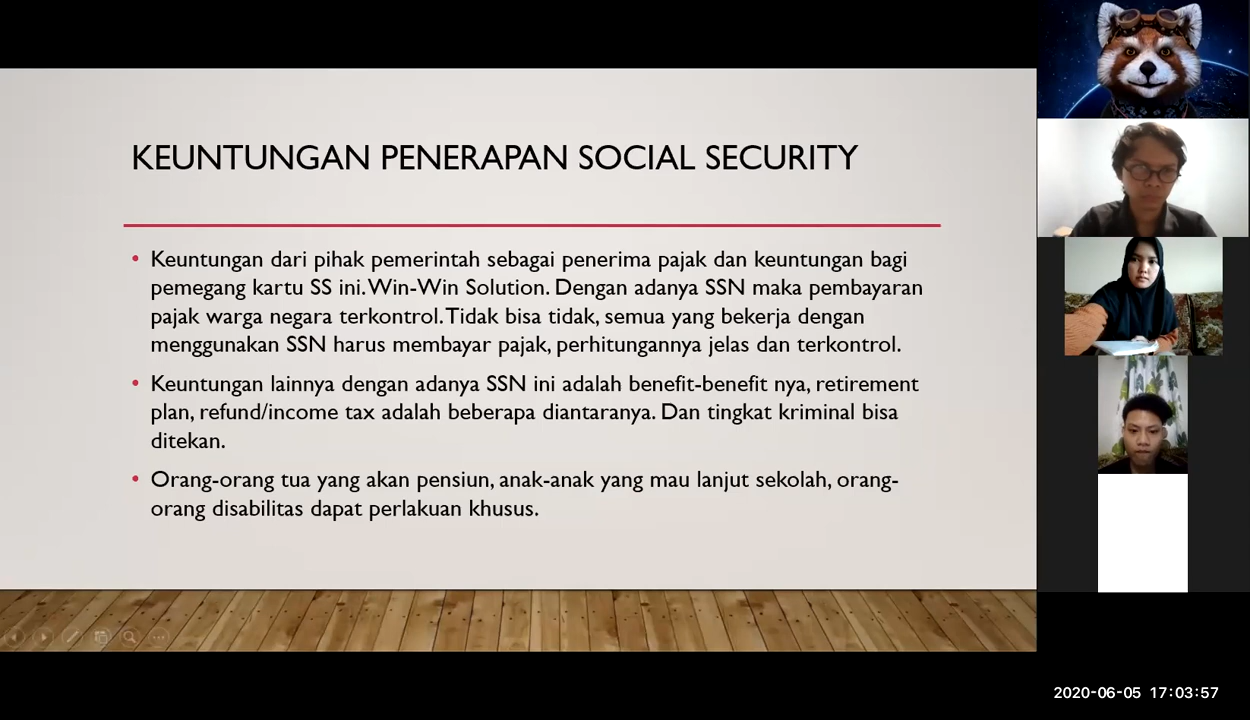 KEUNTUNGAN PENERAPAN SOCIAL SECURITY
• Keuntungan dari pihak pemerintah sebagai penerima pajak dan keuntungan bagi
pemegang kartu SS ini. Win-Win Solution. Dengan adanya SSN maka pembayaran
pajak warga negara terkontrol. Tidak bisa tidak, semua yang bekerja dengan
menggunakan SSN harus membayar pajak, perhitungannya jelas dan terkontrol.
• Keuntungan lainnya dengan adanya SSN ini adalah benefit-benefit nya, retirement
plan, refund/income tax adalah beberapa diantaranya. Dan tingkat kriminal bisa
ditekan.
• Orang-orang tua yang akan pensiun, anak-anak yang mau lanjut sekolah, orang-
orang disabilitas dapat perlakuan khusus.
2020-06-05 17:03:57